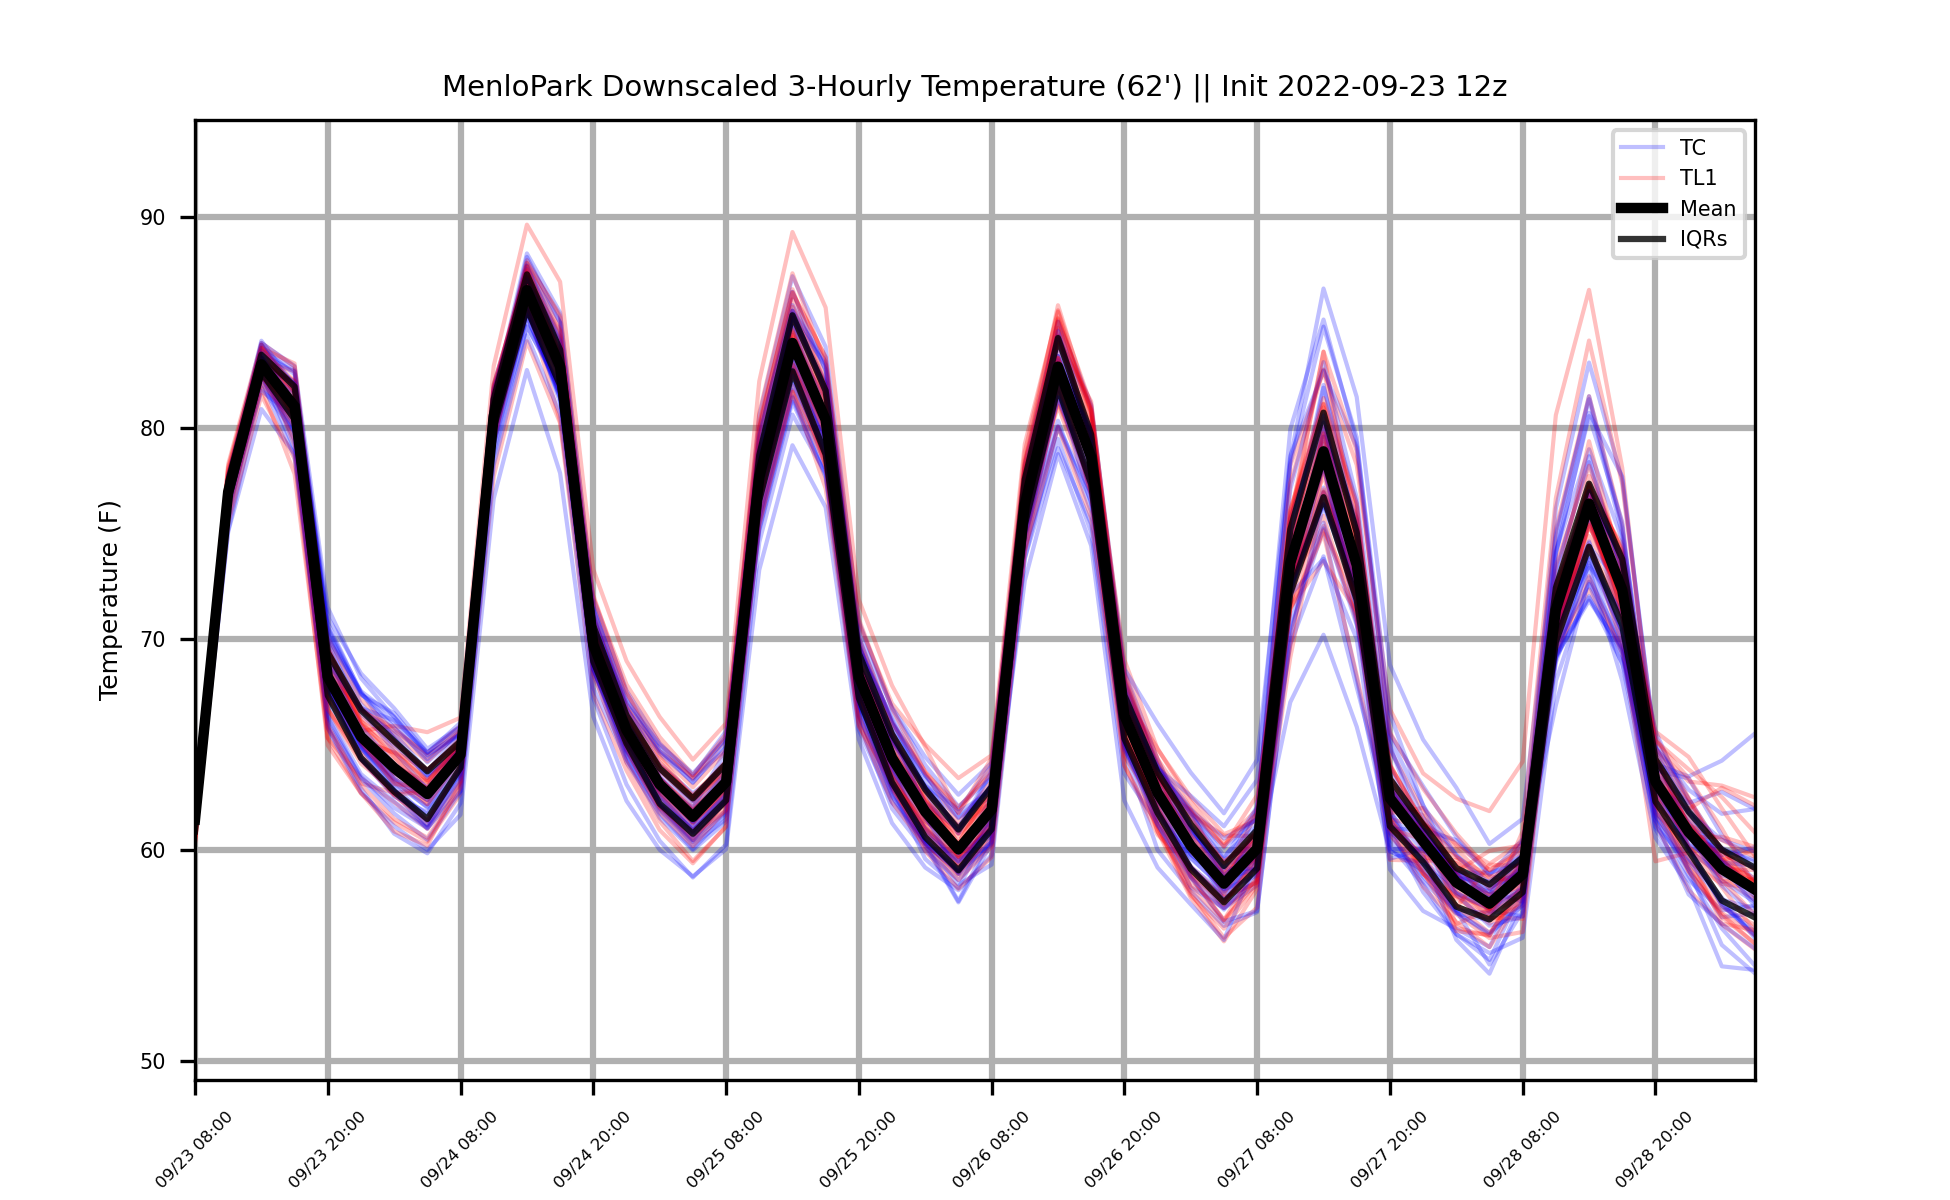 MenloPark Downscaled 3-Hourly Temperature (62') || Init 2022-09-23 12z
TC
TL1
Mean
IQRs
Temperature (F)
90
80
70
60
50
09/23 08:00
09/23 20:00
09/24 08:00
09/24 20:00
09/25 08:00
09/25 20:00
09/26 08:00
09/26 20:00
09/27 08:00
09/27 20:00
09/28 08:00
09/28 20:00